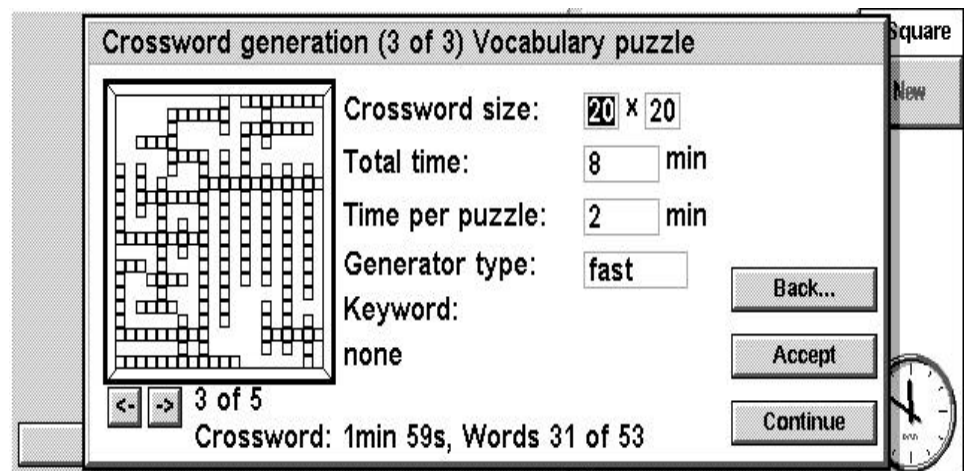 Crossword generation (3 of 3) Vocabulary puzzle
Square
New
Crossword size: 20 x 20
Total time: 8 min
Time per puzzle: 2 min
Generator type: fast
Keyword:
none
Back...
Accept
Continue
<- -> 3 of 5
Crossword: 1min 59s, Words 31 of 53